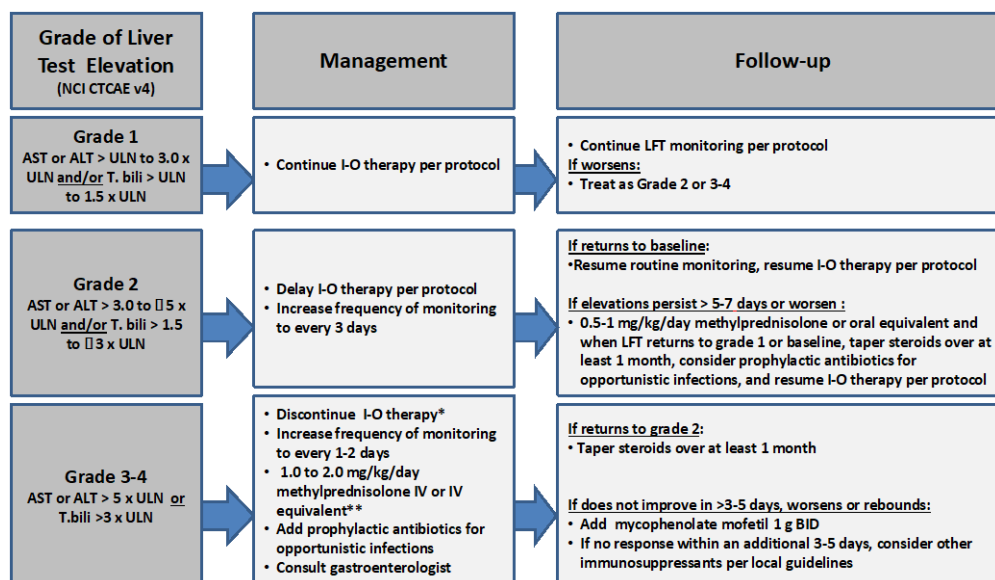 Grade of Liver
Test Elevation
(NCI CTCAE v4)
Management
Follow-up
Grade 1
AST or ALT > ULN to 3.0 x
ULN and/or T. bili > ULN
to 1.5 x ULN
• Continue I-O therapy per protocol
• Continue LFT monitoring per protocol
If worsens:
• Treat as Grade 2 or 3-4
Grade 2
AST or ALT > 3.0 to □ 5 x
ULN and/or T. bili > 1.5
to □ 3 x ULN
• Delay I-O therapy per protocol
• Increase frequency of monitoring
to every 3 days
If returns to baseline:
•Resume routine monitoring, resume I-O therapy per protocol
If elevations persist > 5-7 days or worsen :
• 0.5-1 mg/kg/day methylprednisolone or oral equivalent and
when LFT returns to grade 1 or baseline, taper steroids over at
least 1 month, consider prophylactic antibiotics for
opportunistic infections, and resume I-O therapy per protocol
Grade 3-4
AST or ALT > 5 x ULN or
T.bili >3 x ULN
• Discontinue I-O therapy*
• Increase frequency of monitoring
to every 1-2 days
• 1.0 to 2.0 mg/kg/day
methylprednisolone IV or IV
equivalent**
• Add prophylactic antibiotics for
opportunistic infections
• Consult gastroenterologist
If returns to grade 2:
• Taper steroids over at least 1 month
If does not improve in >3-5 days, worsens or rebounds:
• Add mycophenolate mofetil 1 g BID
• If no response within an additional 3-5 days, consider other
immunosuppressants per local guidelines